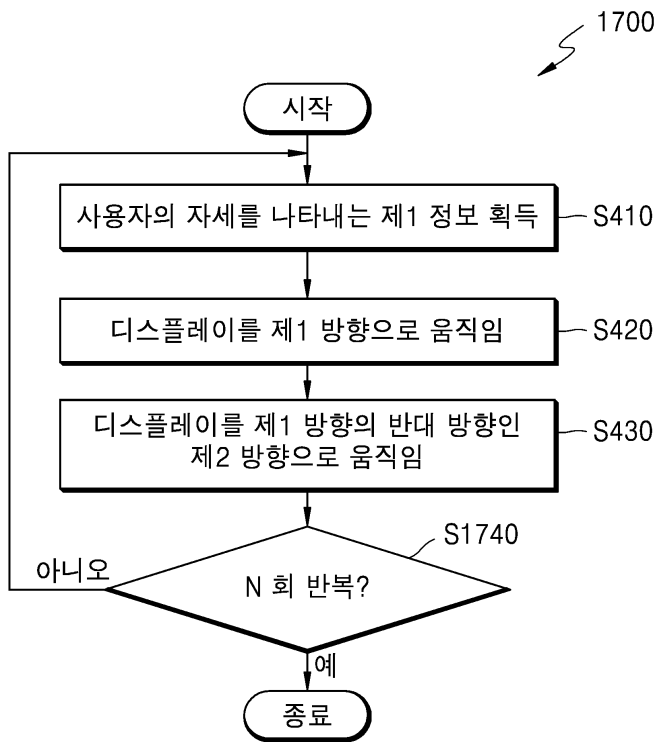 1700
시작
사용자의 자세를 나타내는 제1 정보 획득
S410
디스플레이를 제1 방향으로 움직임
S420
디스플레이를 제1 방향의 반대 방향인
제2 방향으로 움직임
S430
S1740
아니오
N 회 반복?
예
종료